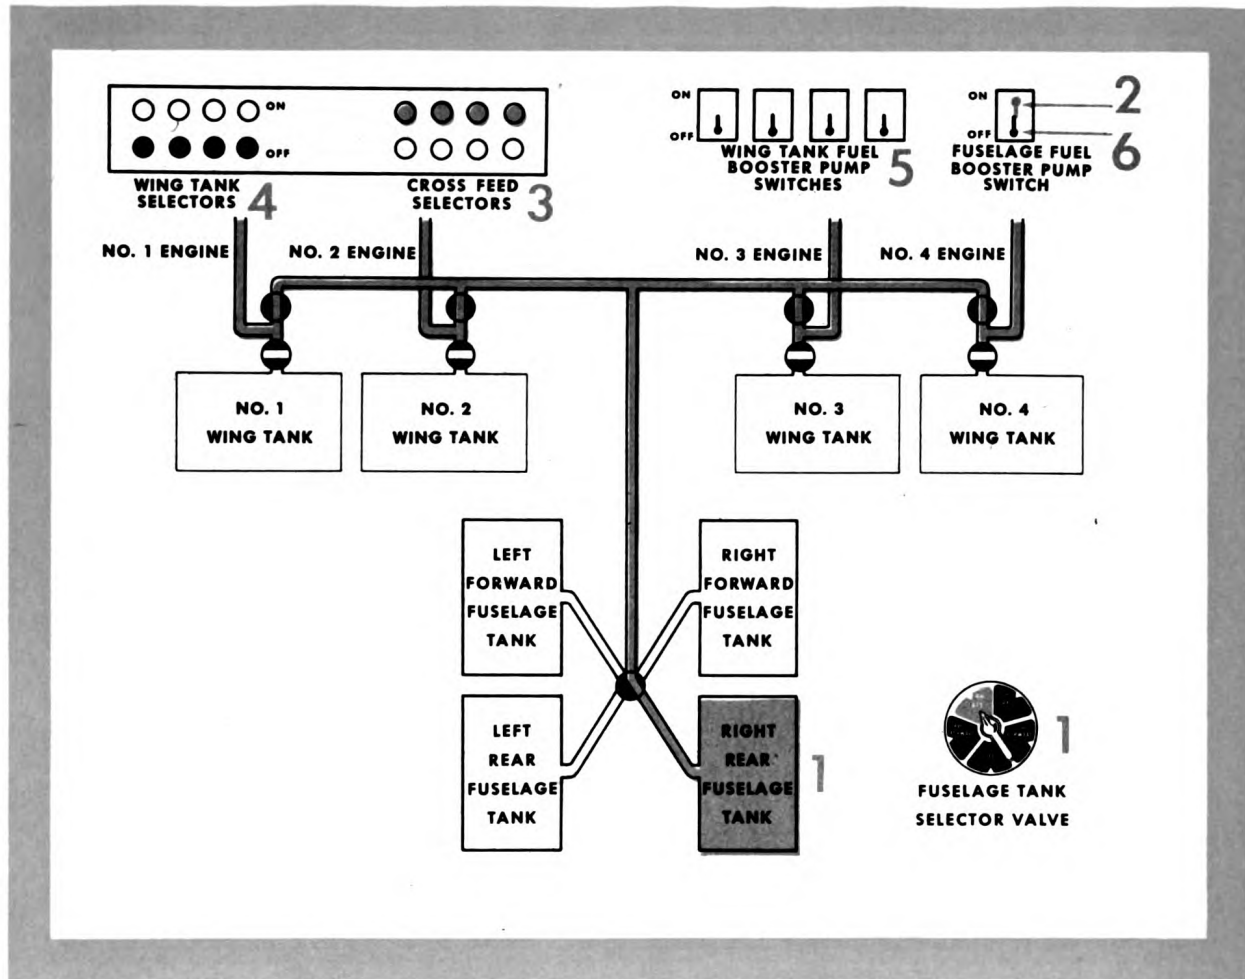 ON
OFF
WING TANK
SELECTORS
4
CROSS FEED
SELECTORS
3
ON
OFF
WING TANK FUEL
BOOSTER PUMP
SWITCHES
5
ON
OFF
2
6
FUSELAGE FUEL
BOOSTER PUMP
SWITCH
NO. 1 ENGINE
NO. 2 ENGINE
NO. 3 ENGINE
NO. 4 ENGINE
NO. 1
WING TANK
NO. 2
WING TANK
NO. 3
WING TANK
NO. 4
WING TANK
LEFT
FORWARD
FUSELAGE
TANK
RIGHT
FORWARD
FUSELAGE
TANK
LEFT
REAR
FUSELAGE
TANK
RIGHT
REAR
FUSELAGE
TANK
1
1
FUSELAGE TANK
SELECTOR VALVE